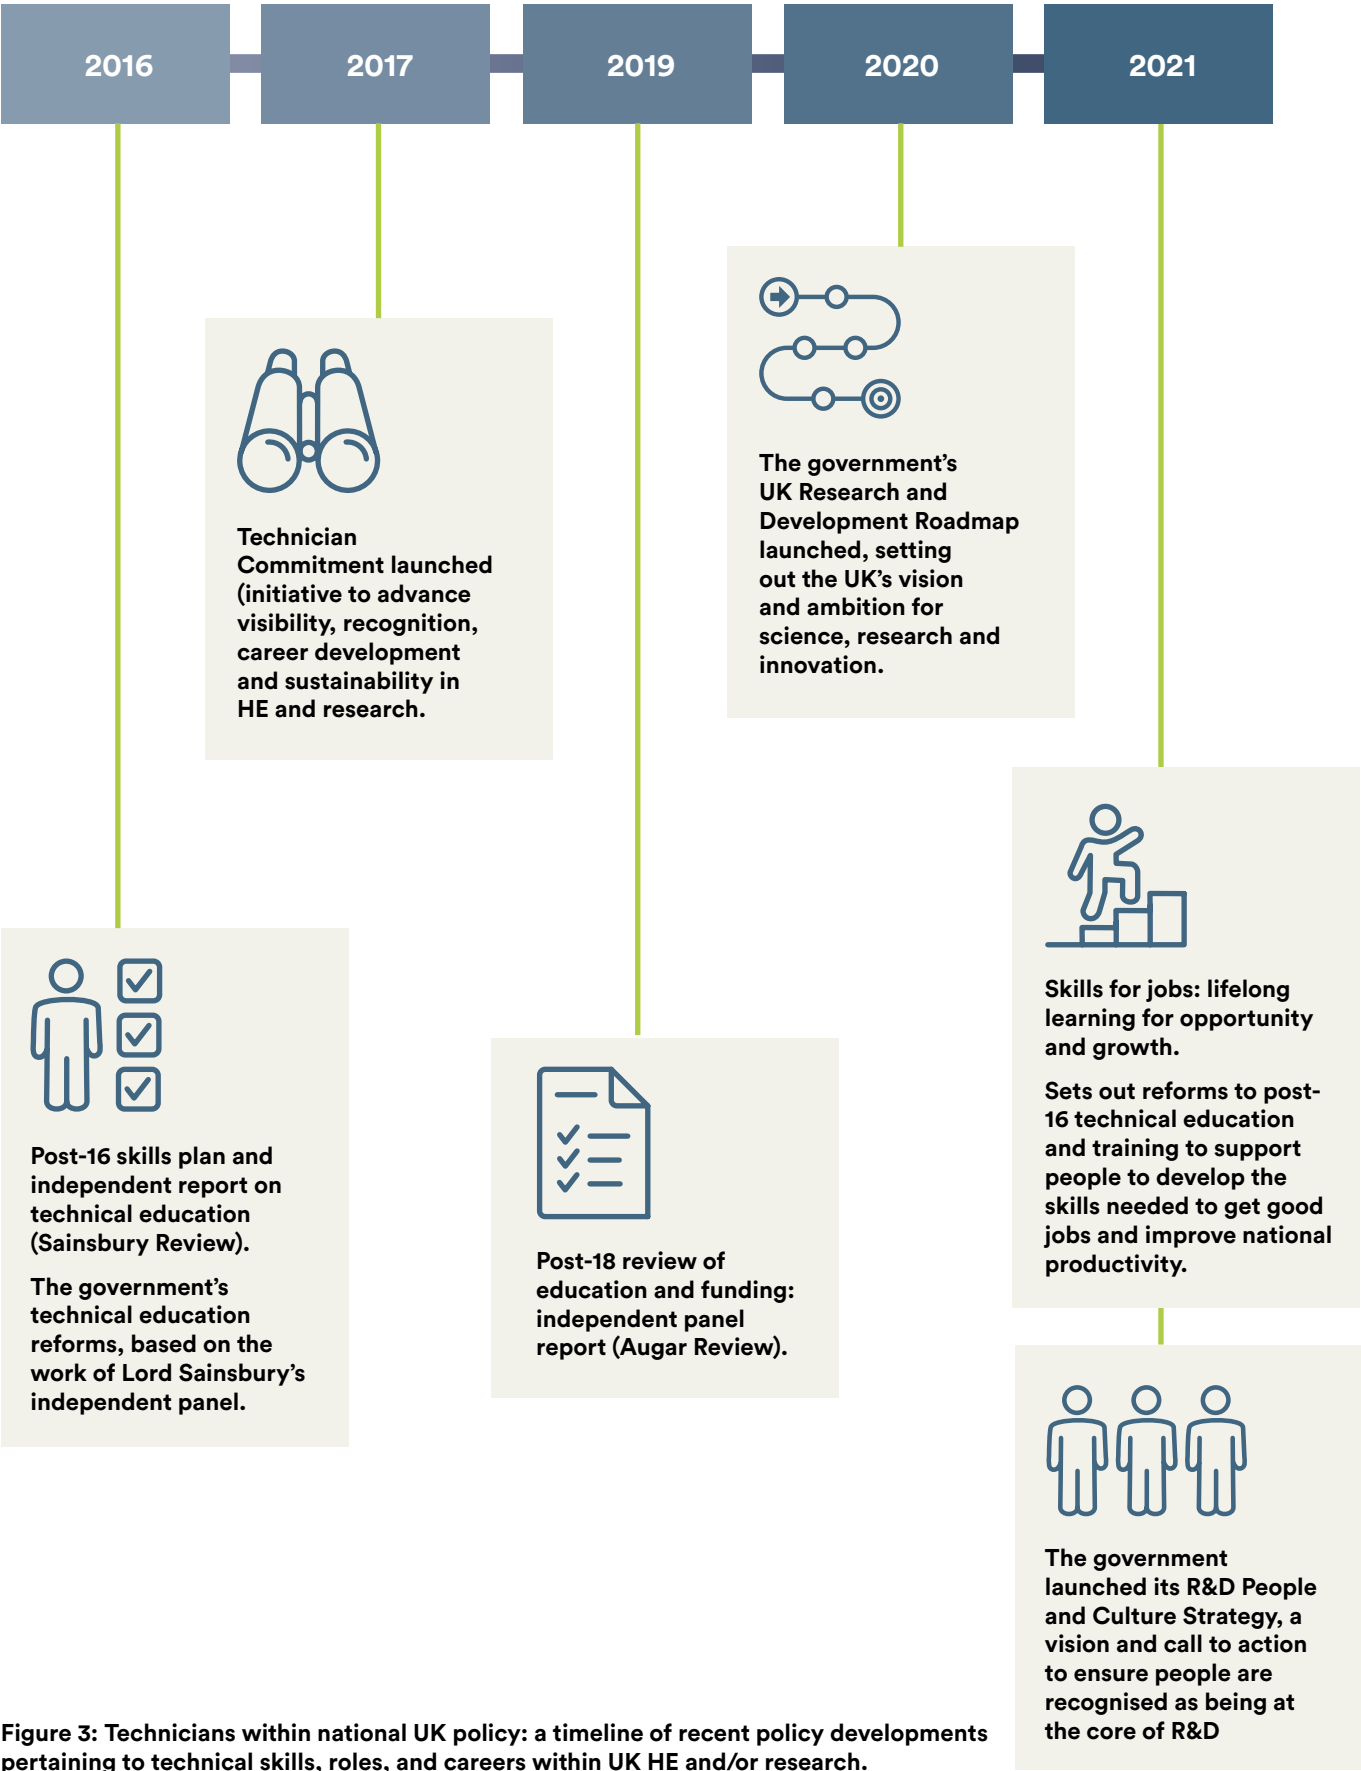 2016
2017
2019
2020
2021
Post-16 skills plan and
independent report on
technical education
(Sainsbury Review).
The government’s
technical education
reforms, based on the
work of Lord Sainsbury’s
independent panel.
Technician
Commitment launched
(initiative to advance
visibility, recognition,
career development
and sustainability in
HE and research.
Post-18 review of
education and funding:
independent panel
report (Augar Review).
The government’s
UK Research and
Development Roadmap
launched, setting
out the UK’s vision
and ambition for
science, research and
innovation.
Skills for jobs: lifelong
learning for opportunity
and growth.
Sets out reforms to post-
16 technical education
and training to support
people to develop the
skills needed to get good
jobs and improve national
productivity.
The government
launched its R&D People
and Culture Strategy, a
vision and call to action
to ensure people are
recognised as being at
the core of R&D
Figure 3: Technicians within national UK policy: a timeline of recent policy developments
pertaining to technical skills, roles, and careers within UK HE and/or research.